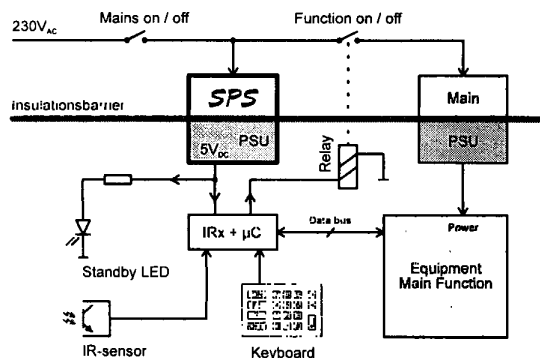 Mains on / off
Function on / off
230VAC
SPS
Main
insulationsbarrier
PSU
PSU
5VDC
Relay
IRx + µC
Data bus
Power
Standby LED
Equipment
Main Function
IR-sensor
Keyboard